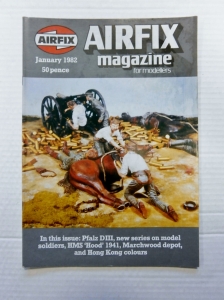 AIRFIX
January 1982
50 pence
AIRFIX
magazine
for modellers
In this issue: Pfalz DIII, new series on model
soldiers, HMS 'Hood' 1941, Marchwood depot,
and Hong Kong colours